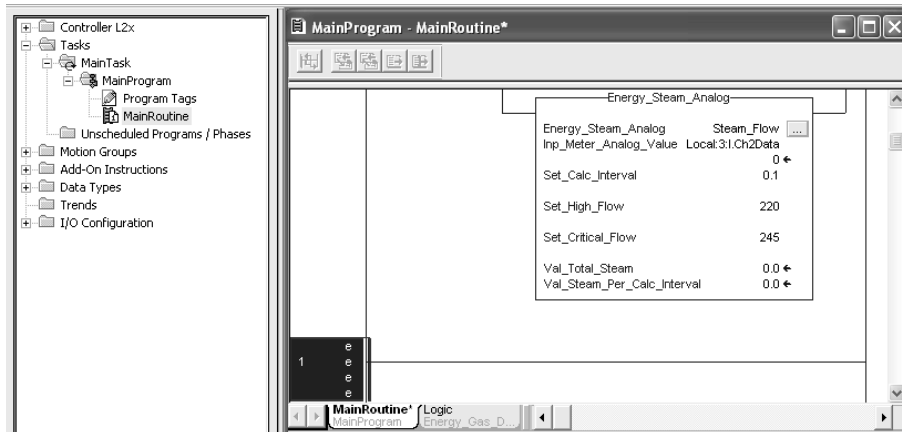 Controller L2x
Tasks
MainTask
MainProgram
Program Tags
MainRoutine
Unscheduled Programs / Phases
Motion Groups
Add-On Instructions
Data Types
Trends
I/O Configuration
MainProgram - MainRoutine*
Energy_Steam_Analog
Energy_Steam_Analog Steam_Flow ...
Inp_Meter_Analog_Value Local:3:I.Ch2Data
0
Set_Calc_Interval 0.1
Set_High_Flow 220
Set_Critical_Flow 245
Val_Total_Steam 0.0
Val_Steam_Per_Calc_Interval 0.0
e
1 e
e
e
MainRoutine* Logic
MainProgram Energy_Gas_D...